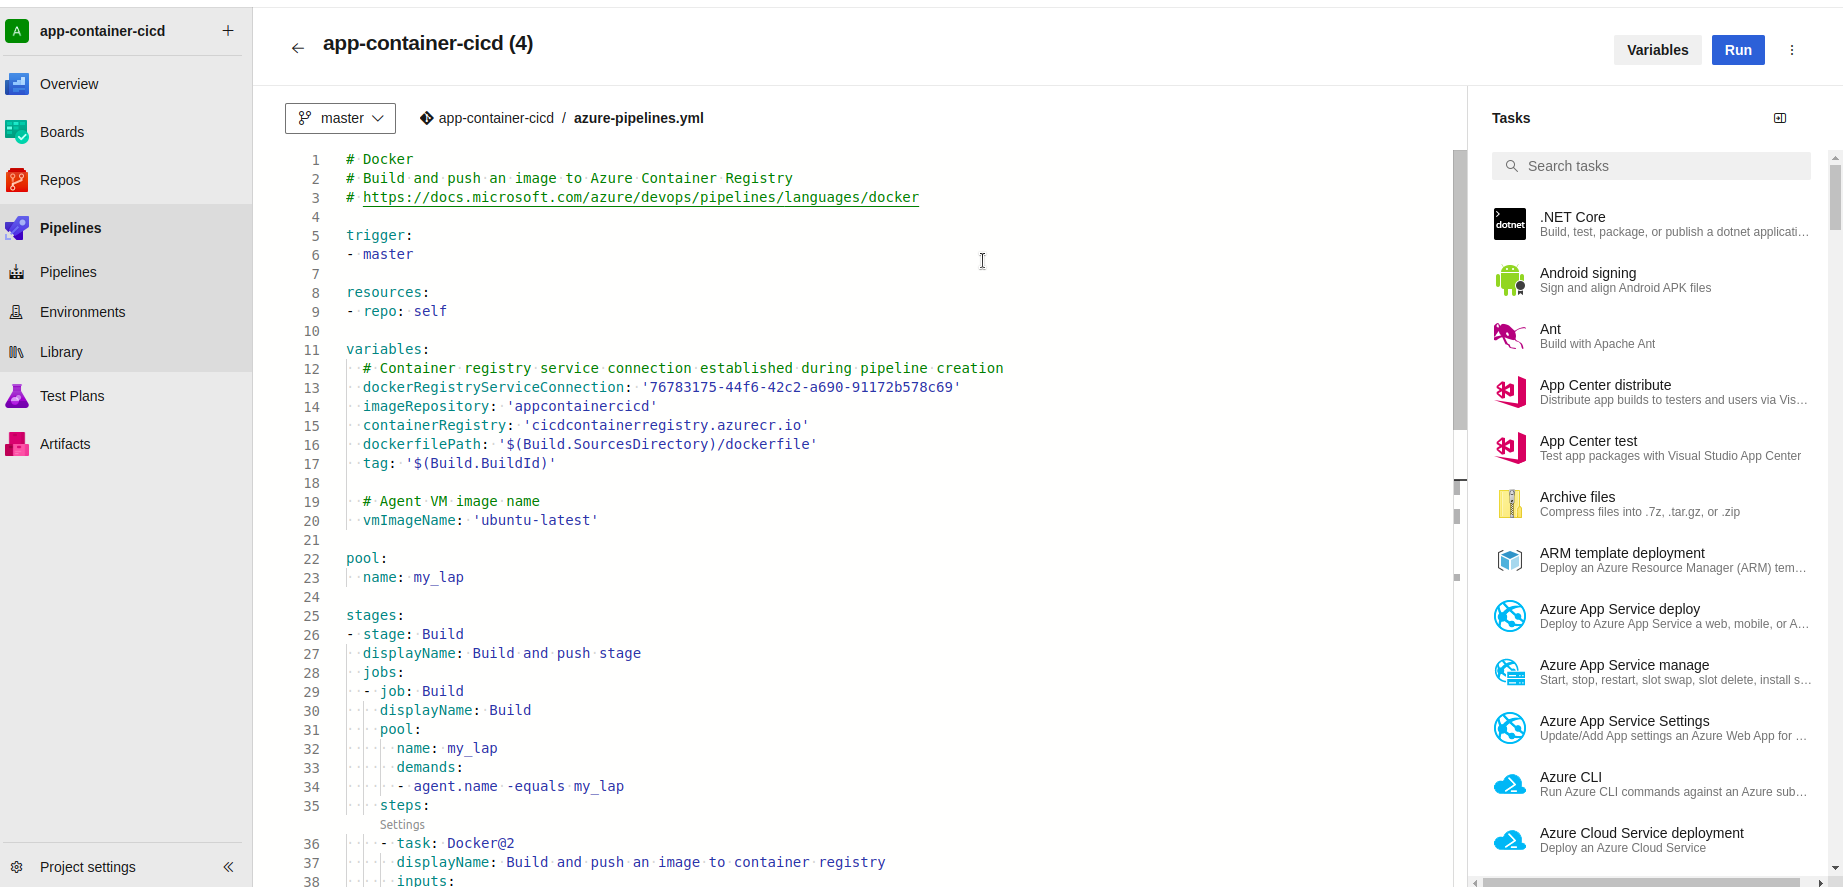 A app-container-cicd +
Overview
Boards
Repos
Pipelines
Pipelines
Environments
Library
Test Plans
Artifacts
Project settings
app-container-cicd (4)
Variables
Run
master
app-container-cicd / azure-pipelines.yml
1 # Docker
2 # Build and push an image to Azure Container Registry
3 # https://docs.microsoft.com/azure/devops/pipelines/languages/docker
4
5 trigger:
6 - master
7
8 resources:
9 - repo: self
10
11 variables:
12 # Container registry service connection established during pipeline creation
13 dockerRegistryServiceConnection: '76783175-44f6-42c2-a690-91172b578c69'
14 imageRepository: 'appcontainercicd'
15 containerRegistry: 'cicdcontainerregistry.azurecr.io'
16 dockerfilePath: '$(Build.SourcesDirectory)/dockerfile'
17 tag: '$(Build.BuildId)'
18
19 # Agent VM image name
20 vmImageName: 'ubuntu-latest'
21
22 pool:
23 name: my_lap
24
25 stages:
26 - stage: Build
27 displayName: Build and push stage
28 jobs:
29 - job: Build
30 displayName: Build
31 pool:
32 name: my_lap
33 demands:
34 - agent.name -equals my_lap
35 steps:
Settings
36 - task: Docker@2
37 displayName: Build and push an image to container registry
38 inputs:
Tasks
Search tasks
dotnet
.NET Core
Build, test, package, or publish a dotnet applicati...
Android signing
Sign and align Android APK files
Ant
Build with Apache Ant
App Center distribute
Distribute app builds to testers and users via Vis...
App Center test
Test app packages with Visual Studio App Center
Archive files
Compress files into .7z, .tar.gz, or .zip
ARM template deployment
Deploy an Azure Resource Manager (ARM) tem...
Azure App Service deploy
Deploy to Azure App Service a web, mobile, or A...
Azure App Service manage
Start, stop, restart, slot swap, slot delete, install s...
Azure App Service Settings
Update/Add App settings an Azure Web App for ...
Azure CLI
Run Azure CLI commands against an Azure sub...
Azure Cloud Service deployment
Deploy an Azure Cloud Service